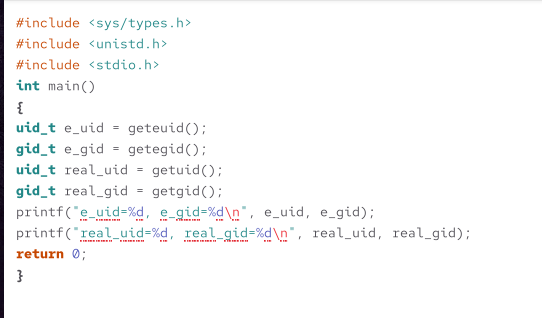 #include <sys/types.h>
#include <unistd.h>
#include <stdio.h>
int main()
{
uid_t e_uid = geteuid();
gid_t e_gid = getegid();
uid_t real_uid = getuid();
gid_t real_gid = getgid();
printf("e_uid=%d, e_gid=%d\n", e_uid, e_gid);
printf("real_uid=%d, real_gid=%d\n", real_uid, real_gid);
return 0;
}